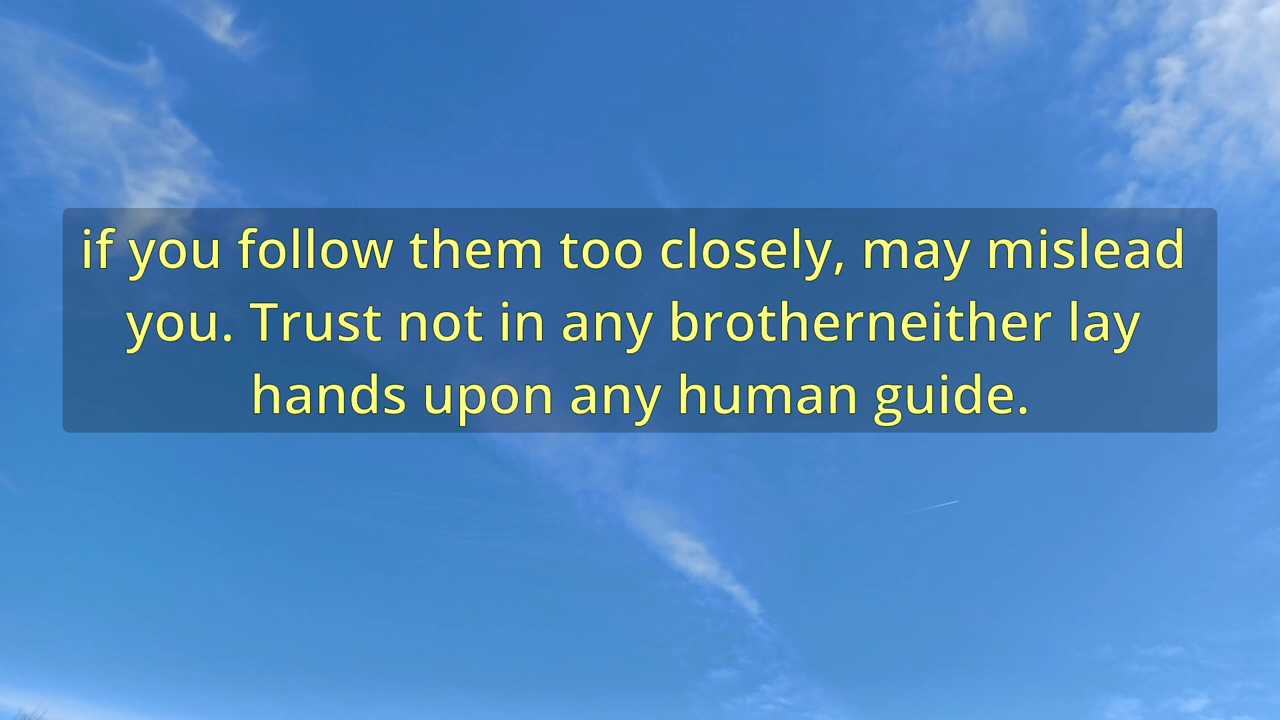 if you follow them too closely, may mislead
you. Trust not in any brotherneither lay
hands upon any human guide.